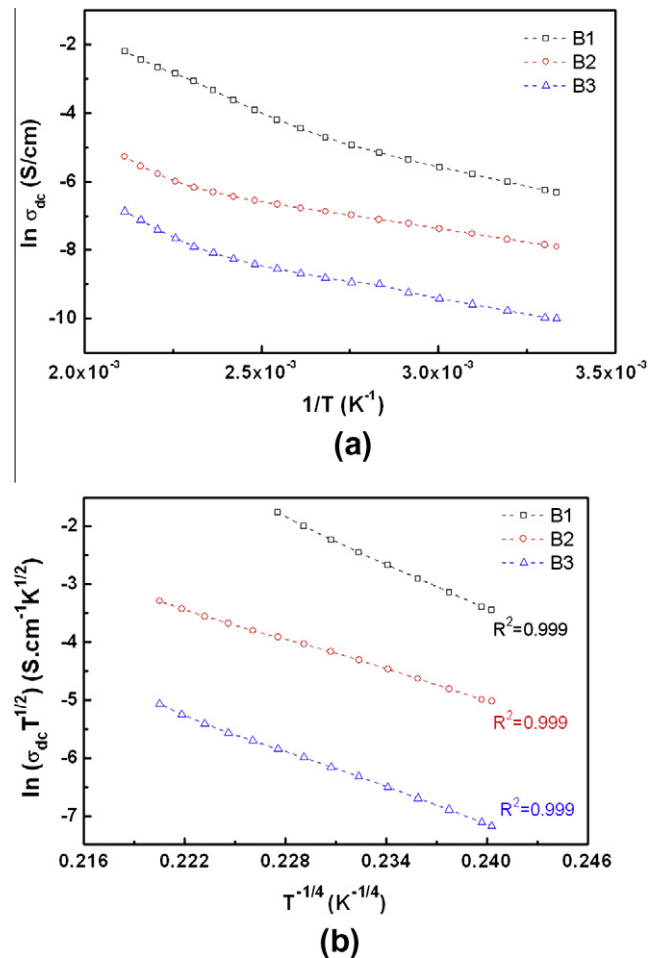 -2
-4
-6
-8
-10
ln σdc (S/cm)
B1
B2
B3
2.0x10⁻³ 2.5x10⁻³ 3.0x10⁻³ 3.5x10⁻³
1/T (K⁻¹)
(a)
-2
-3
-4
-5
-6
-7
ln (σdcT¹/²) (S.cm⁻¹K¹/²)
B1
B2
B3
R²=0.999
R²=0.999
R²=0.999
0.216 0.222 0.228 0.234 0.240 0.246
T⁻¹/⁴ (K⁻¹/⁴)
(b)